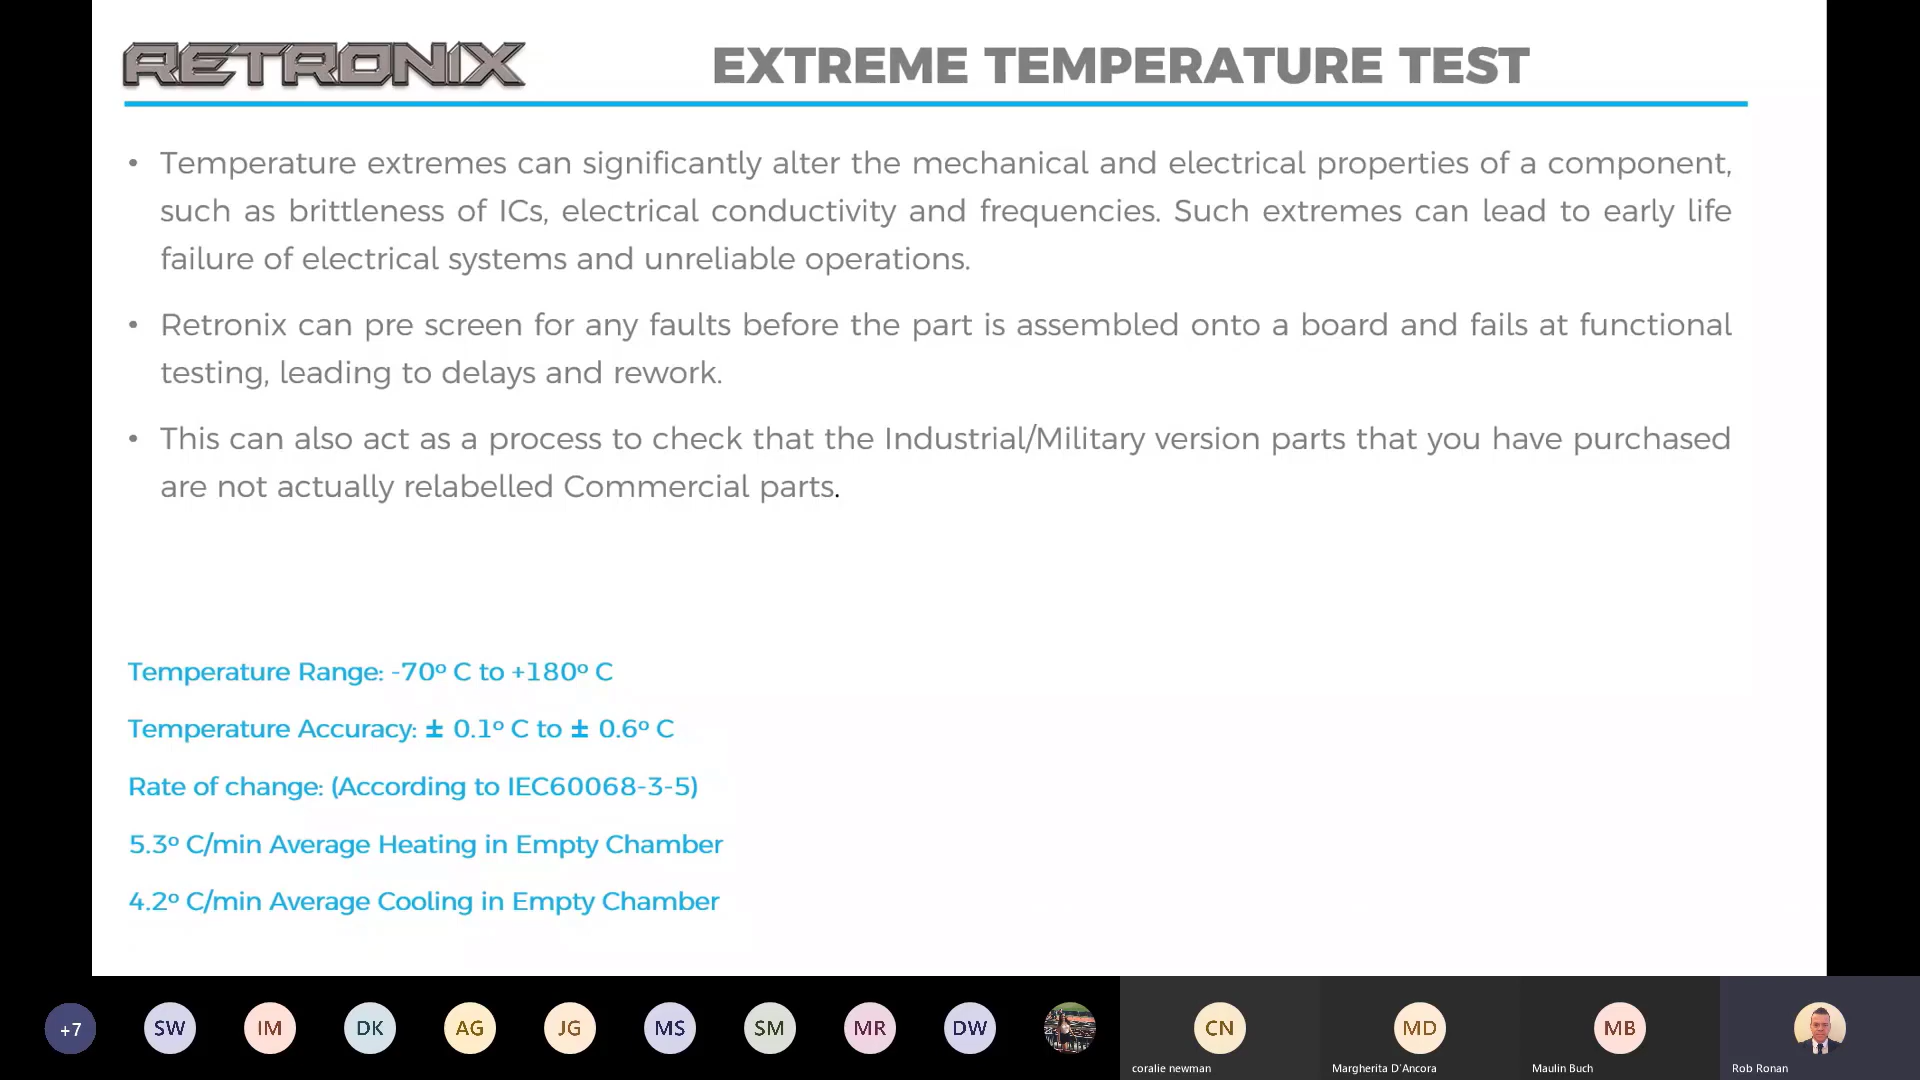 RETRONIX
EXTREME TEMPERATURE TEST
• Temperature extremes can significantly alter the mechanical and electrical properties of a component,
such as brittleness of ICs, electrical conductivity and frequencies. Such extremes can lead to early life
failure of electrical systems and unreliable operations.
• Retronix can pre screen for any faults before the part is assembled onto a board and fails at functional
testing, leading to delays and rework.
• This can also act as a process to check that the Industrial/Military version parts that you have purchased
are not actually relabelled Commercial parts.
Temperature Range: -70º C to +180º C
Temperature Accuracy: ± 0.1º C to ± 0.6º C
Rate of change: (According to IEC60068-3-5)
5.3º C/min Average Heating in Empty Chamber
4.2º C/min Average Cooling in Empty Chamber
+7
SW
IM
DK
AG
JG
MS
SM
MR
DW
CN
coralie newman
MD
Margherita D'Ancora
MB
Maulin Buch
Rob Ronan